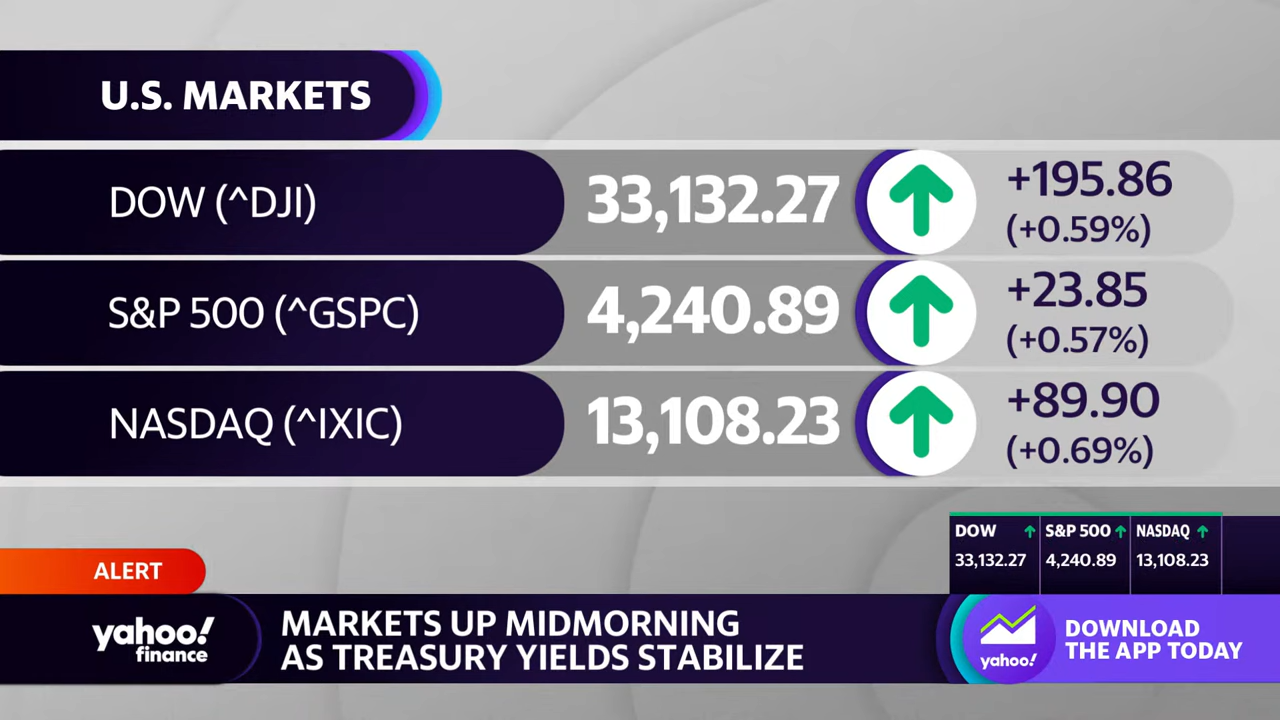 U.S. MARKETS
DOW (^DJI) 33,132.27 +195.86
(+0.59%)
S&P 500 (^GSPC) 4,240.89 +23.85
(+0.57%)
NASDAQ (^IXIC) 13,108.23 +89.90
(+0.69%)
DOW S&P 500 NASDAQ
33,132.27 4,240.89 13,108.23
ALERT
yahoo!
finance
MARKETS UP MIDMORNING
AS TREASURY YIELDS STABILIZE
yahoo!
DOWNLOAD
THE APP TODAY